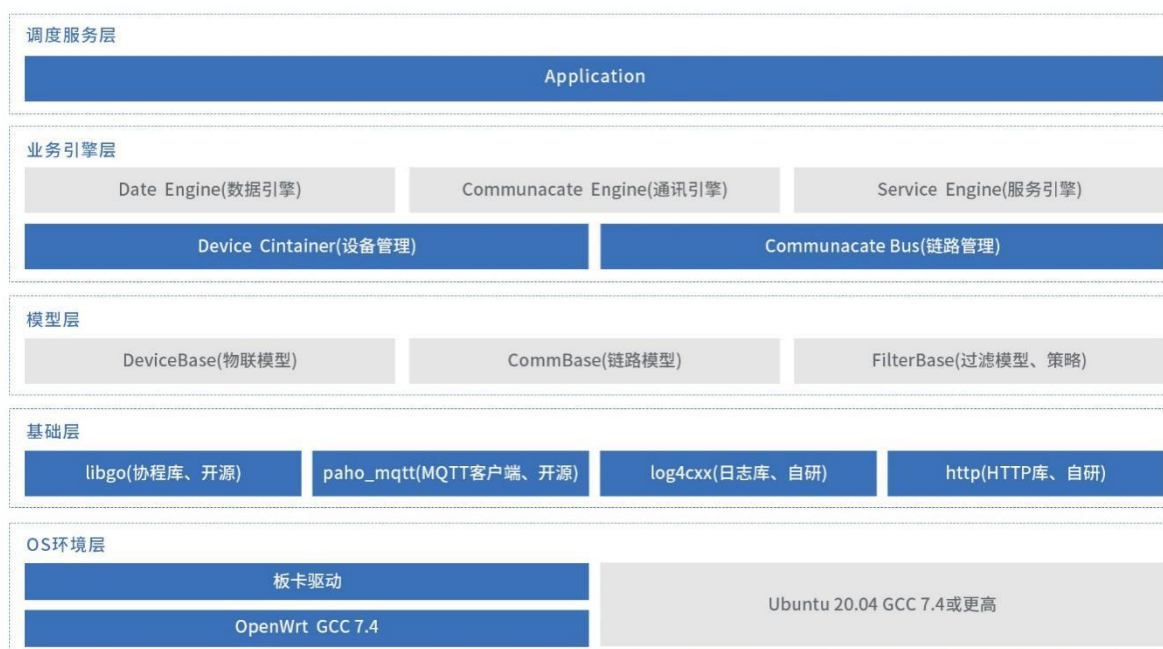 调度服务层
Application
业务引擎层
Date Engine(数据引擎)
Communacate Engine(通讯引擎)
Service Engine(服务引擎)
Device Cintainer(设备管理)
Communacate Bus(链路管理)
模型层
DeviceBase(物联模型)
CommBase(链路模型)
FilterBase(过滤模型、策略)
基础层
libgo(协程库、开源)
paho_mqtt(MQTT客户端、开源)
log4cxx(日志库、自研)
http(HTTP库、自研)
OS环境层
板卡驱动
OpenWrt GCC 7.4
Ubuntu 20.04 GCC 7.4或更高